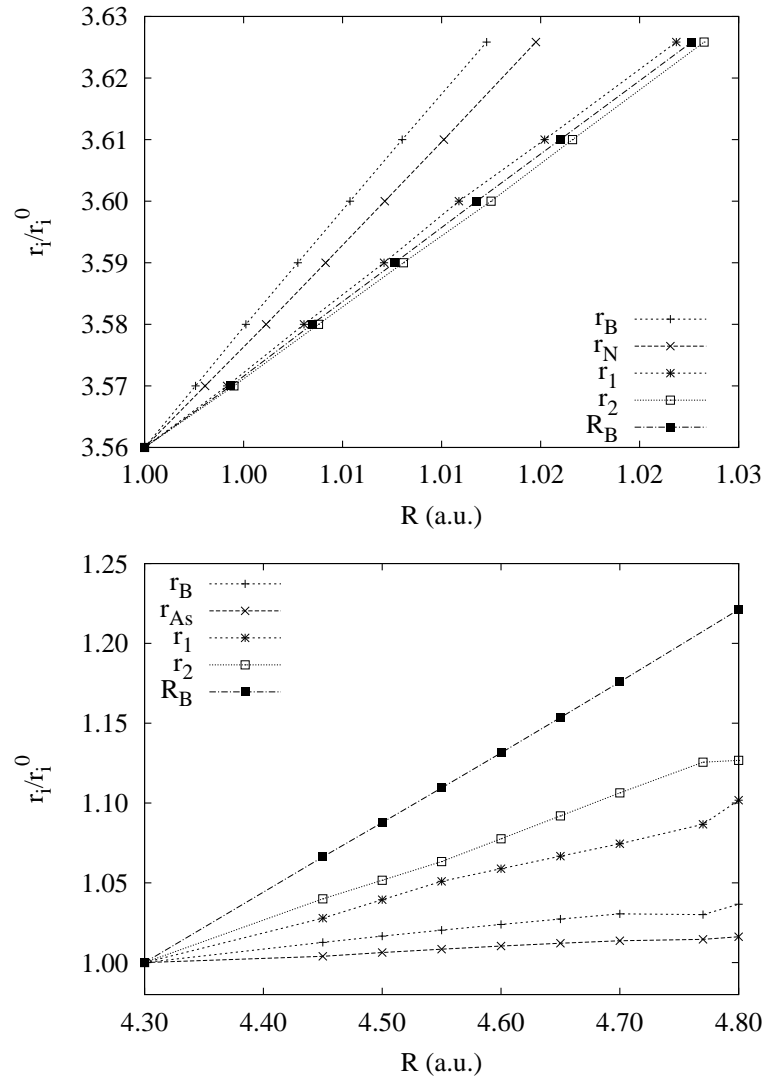 3.63
3.62
3.61
3.60
3.59
3.58
3.57
3.56
r_i/r_i^0
r_B
r_N
r_1
r_2
R_B
1.00 1.00 1.01 1.01 1.02 1.02 1.03
R (a.u.)
1.25
1.20
1.15
1.10
1.05
1.00
r_i/r_i^0
r_B
r_As
r_1
r_2
R_B
4.30 4.40 4.50 4.60 4.70 4.80
R (a.u.)